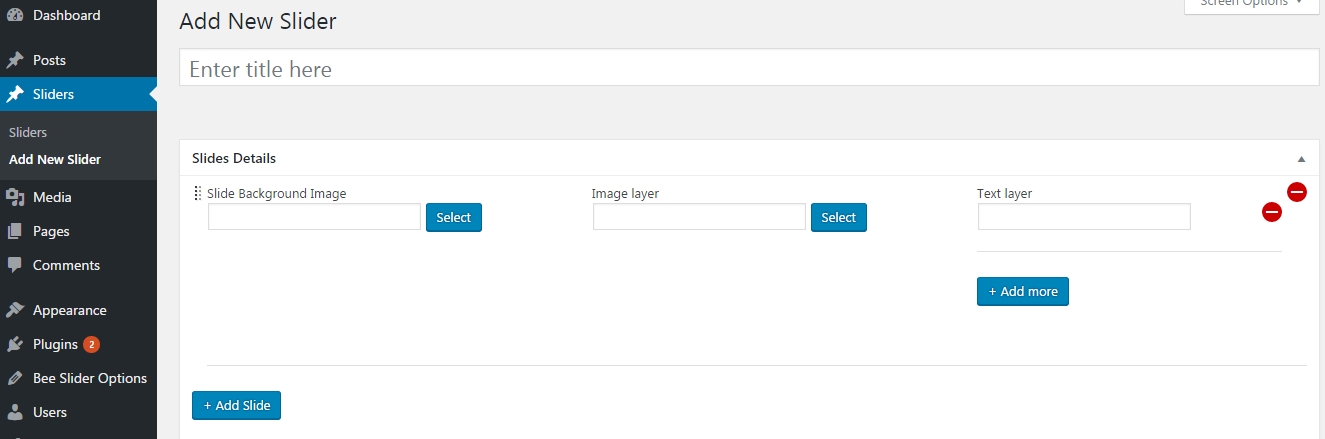 Dashboard
Posts
Sliders
Sliders
Add New Slider
Media
Pages
Comments
Appearance
Plugins 2
Bee Slider Options
Users
Screen Options
Add New Slider
Enter title here
Slides Details
Slide Background Image
Select
Image layer
Select
Text layer
+ Add more
+ Add Slide